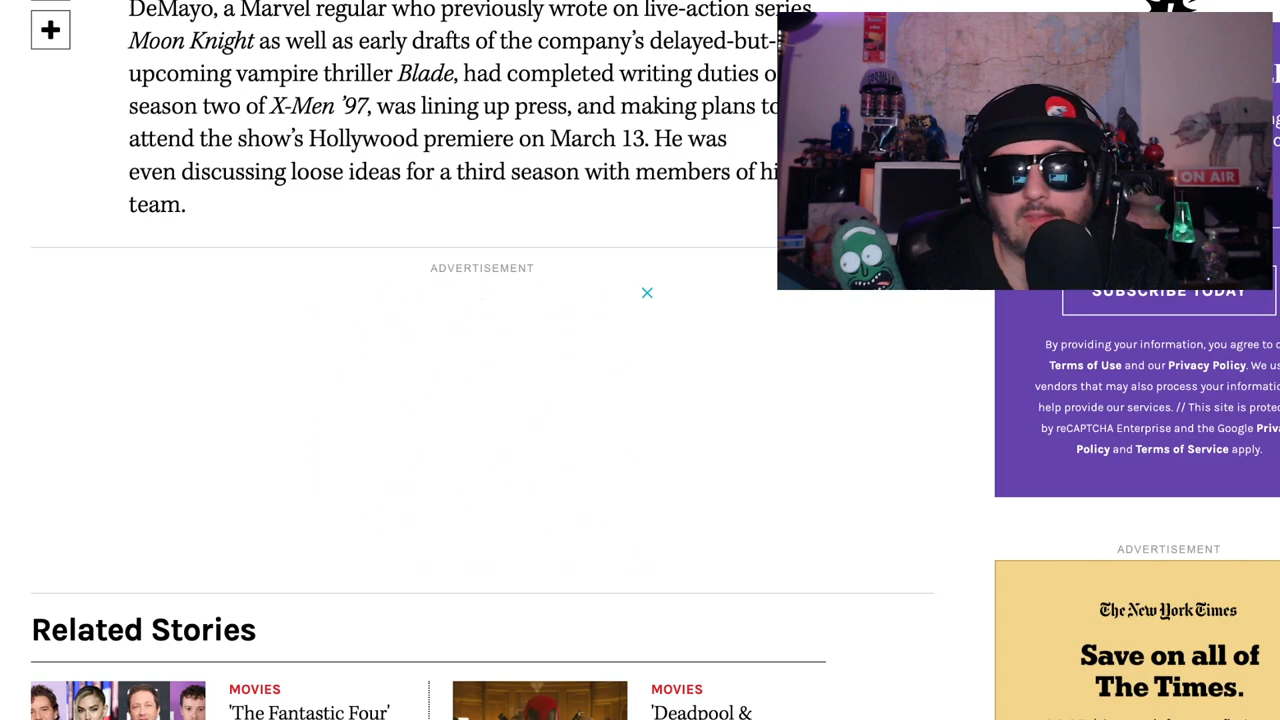 DeMayo, a Marvel regular who previously wrote on live-action series
Moon Knight as well as early drafts of the company's delayed-but-
upcoming vampire thriller Blade, had completed writing duties
season two of X-Men '97, was lining up press, and making plans to
attend the show's Hollywood premiere on March 13. He was
even discussing loose ideas for a third season with members of
team.
ADVERTISEMENT
ON AIR
SUBSCRIBE TODAY
By providing your information, you agree to
Terms of Use and our Privacy Policy. We
vendors that may also process your
help provide our services. // This site is
by reCAPTCHA Enterprise and the Google
Policy and Terms of Service apply.
ADVERTISEMENT
The New York Times
Save on all of
The Times.
Related Stories
MOVIES
'The Fantastic Four'
MOVIES
'Deadpool &